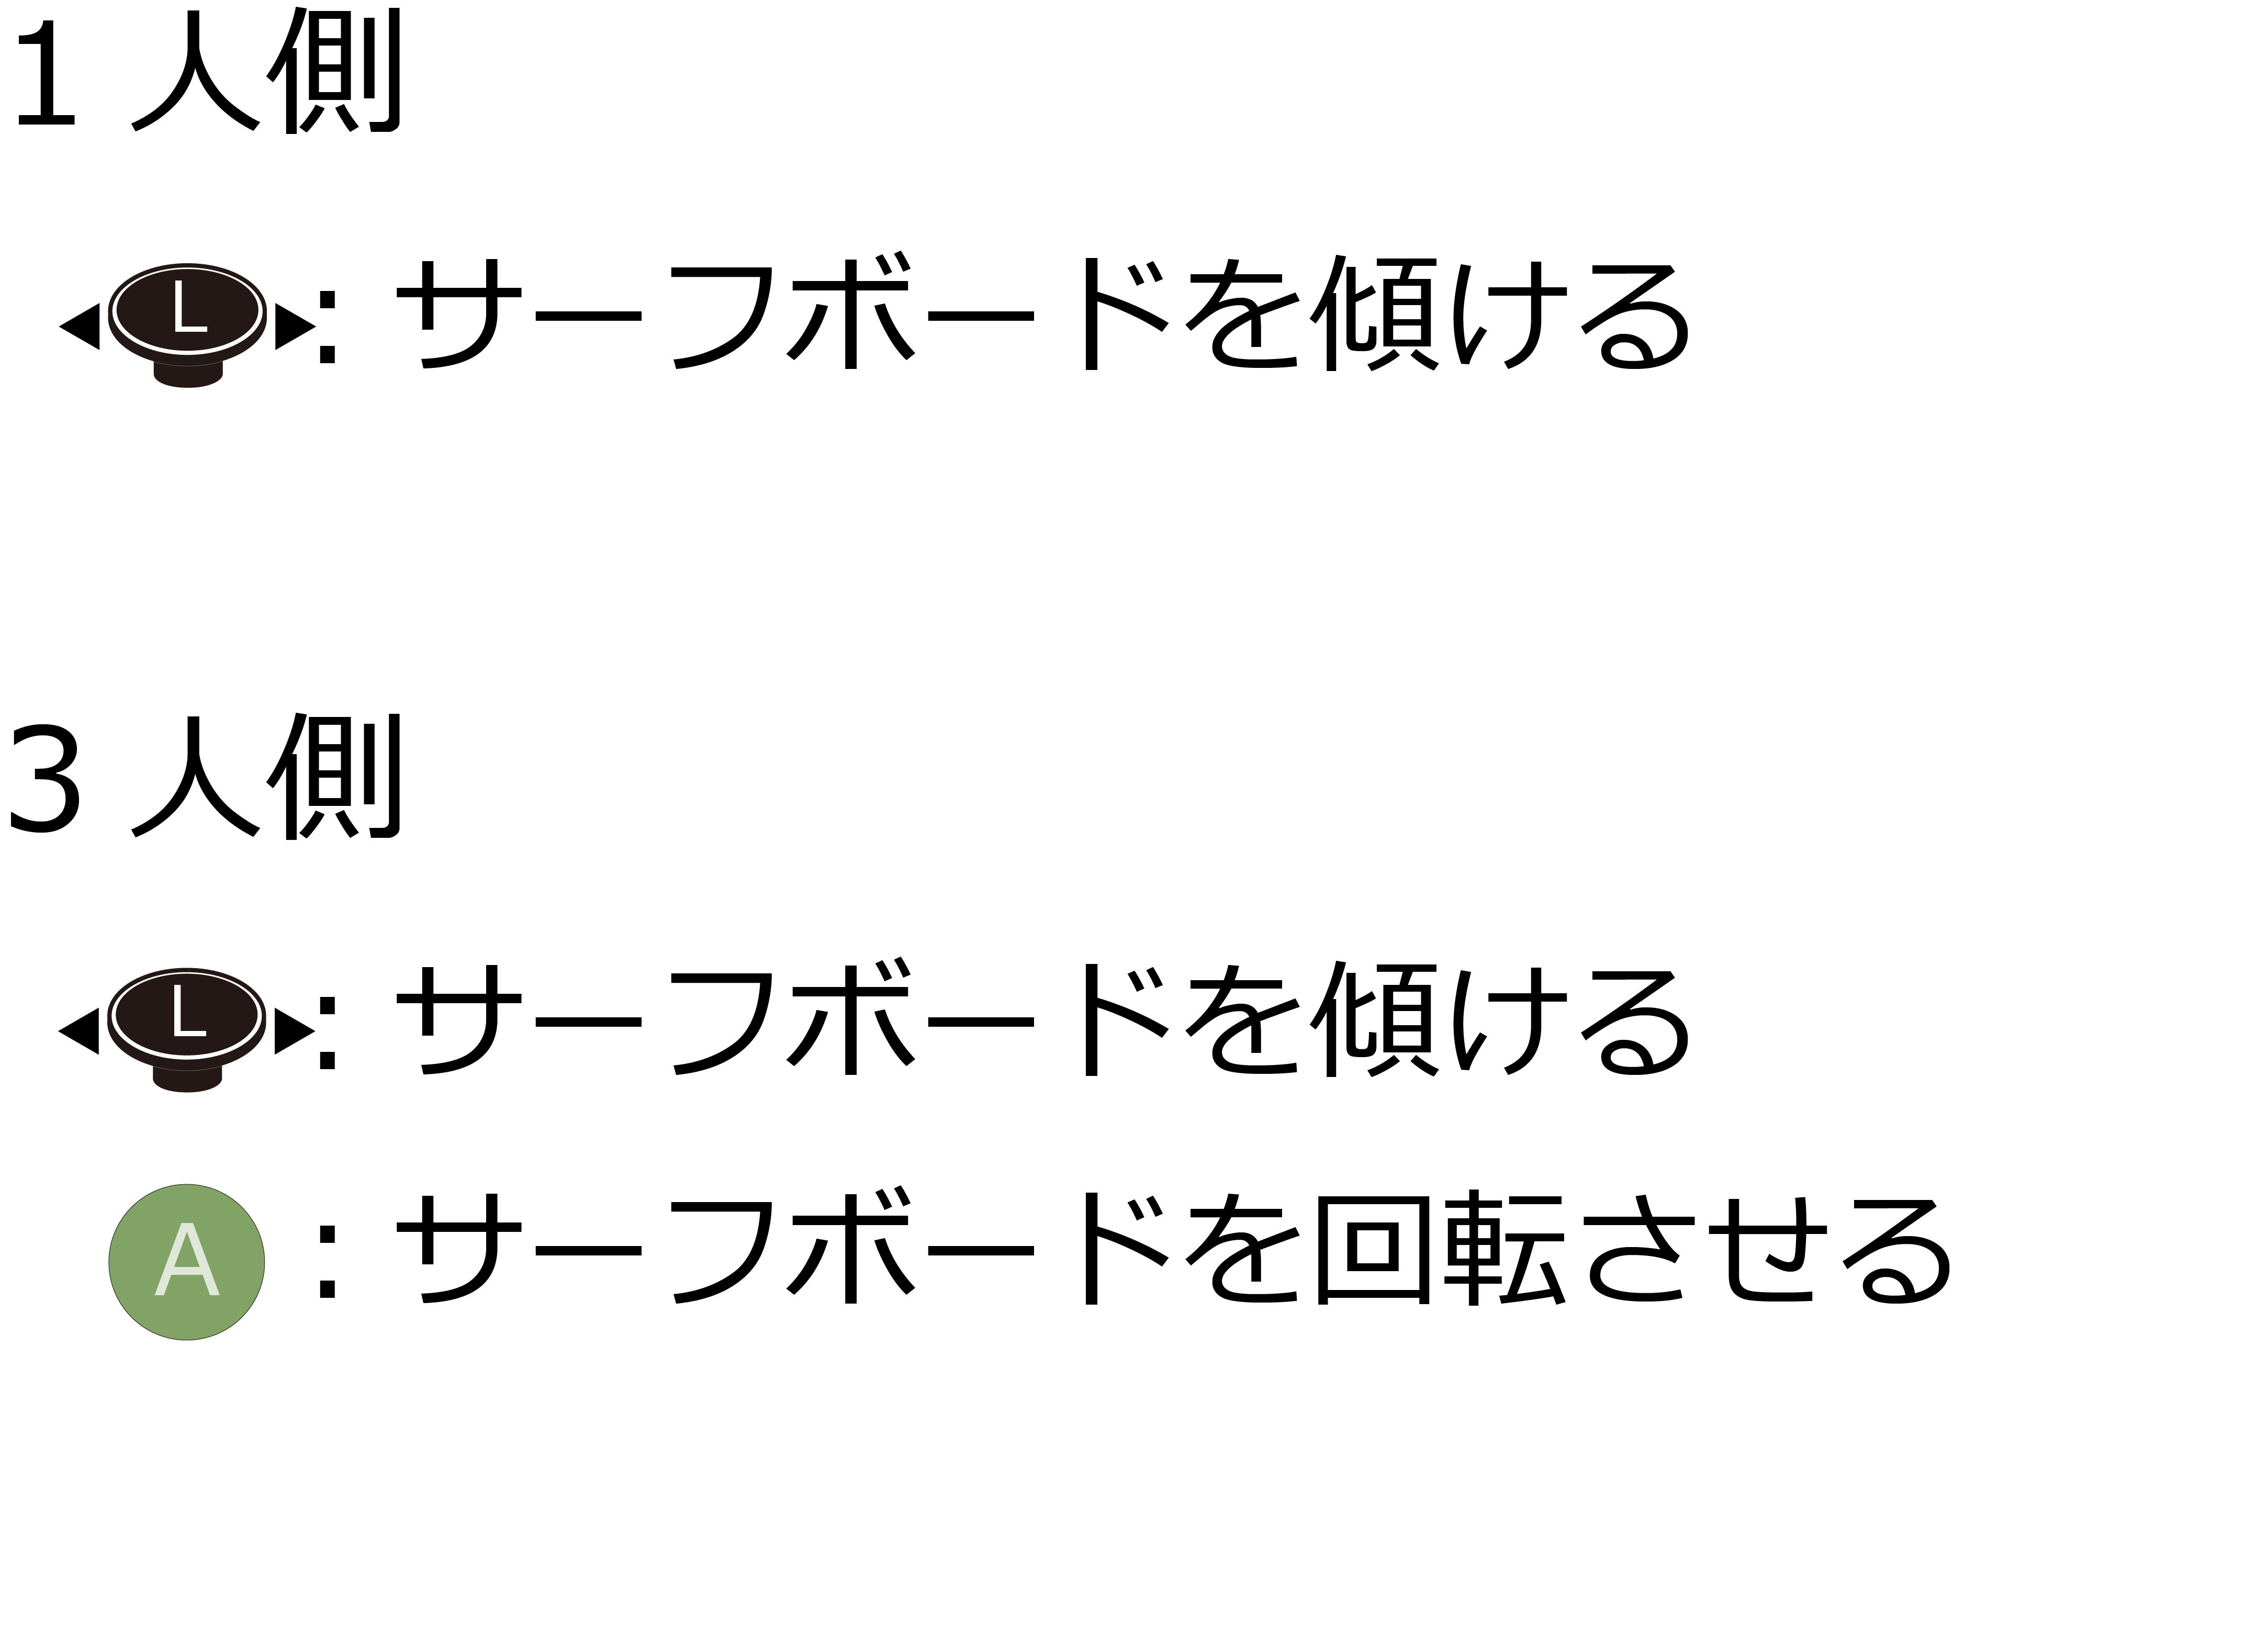 1人側
◀L▶: サーフボードを傾ける
3人側
◀L▶: サーフボードを傾ける
A : サーフボードを回転させる